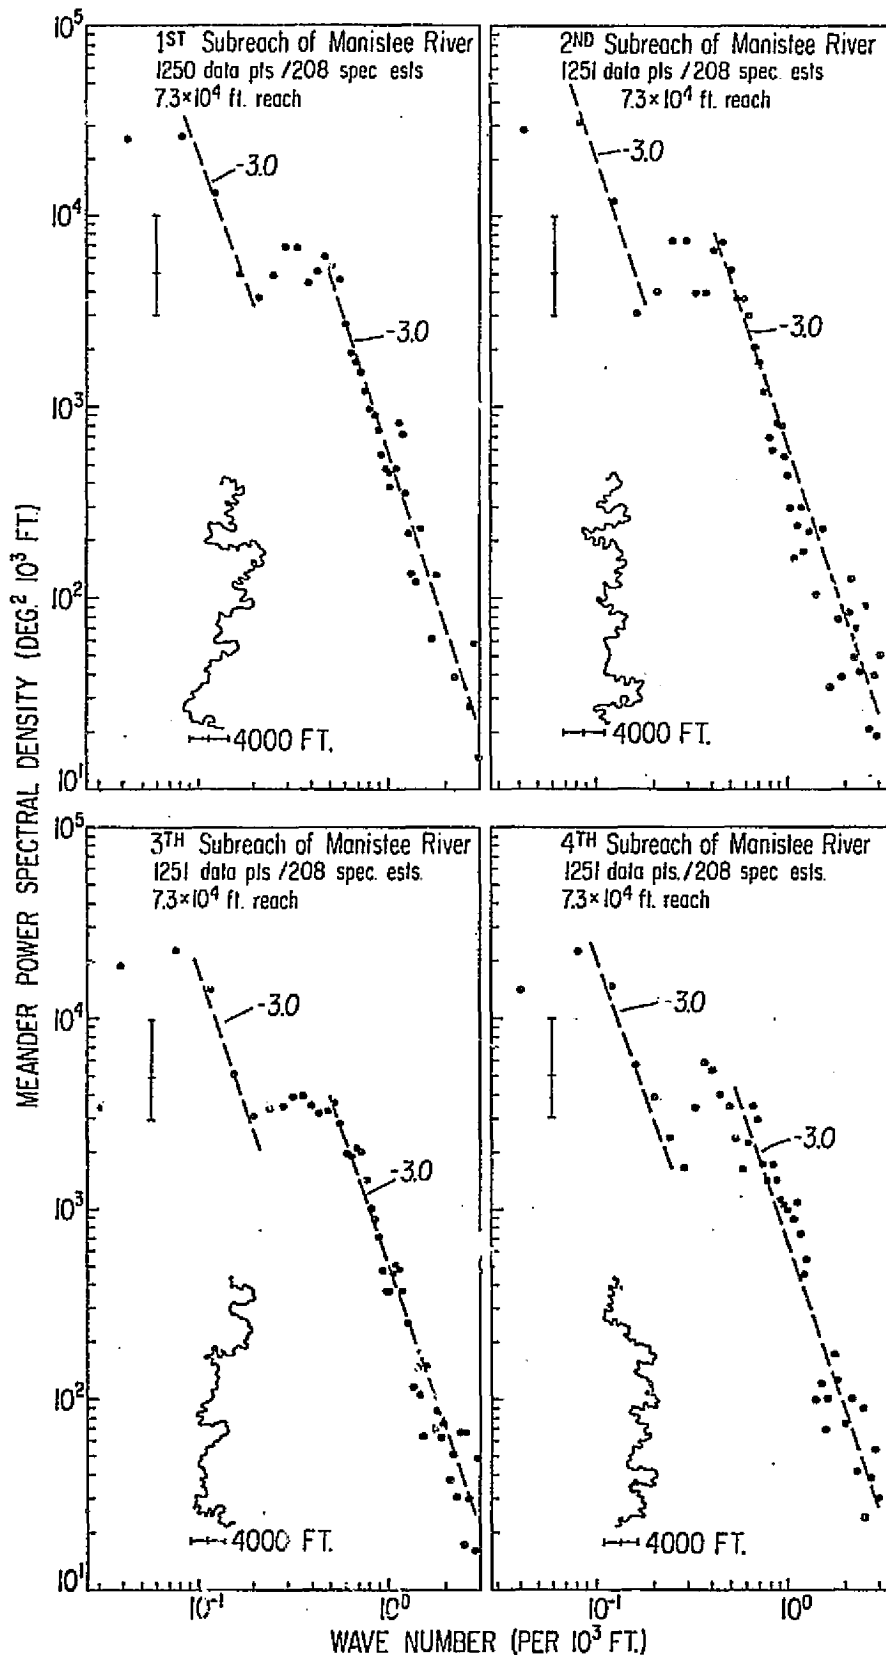 10⁵
1ST Subreach of Manistee River
1250 data pts /208 spec ests
7.3×10⁴ ft. reach
-3.0
10⁴
-3.0
10³
10²
4000 FT.
10¹
2ND Subreach of Manistee River
1251 data pts /208 spec. ests
7.3×10⁴ ft. reach
-3.0
-3.0
4000 FT.
10⁵
3TH Subreach of Manistee River
1251 data pts /208 spec. ests.
7.3×10⁴ ft. reach
-3.0
10⁴
-3.0
10³
10²
4000 FT.
10¹
10⁻¹
10⁰
4TH Subreach of Manistee River
1251 data pts. /208 spec ests.
7.3×10⁴ ft. reach
-3.0
-3.0
4000 FT.
10⁻¹
10⁰
MEANDER POWER SPECTRAL DENSITY (DEG.² 10³ FT.)
WAVE NUMBER (PER 10³ FT.)